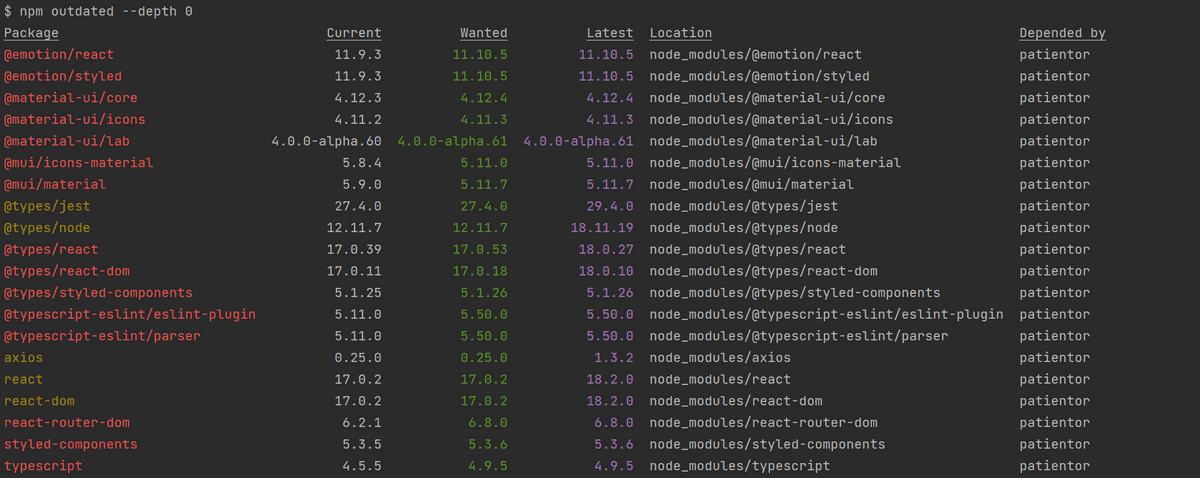 $ npm outdated --depth 0
Package Current Wanted Latest Location Depended by
@emotion/react 11.9.3 11.10.5 11.10.5 node_modules/@emotion/react patientor
@emotion/styled 11.9.3 11.10.5 11.10.5 node_modules/@emotion/styled patientor
@material-ui/core 4.12.3 4.12.4 4.12.4 node_modules/@material-ui/core patientor
@material-ui/icons 4.11.2 4.11.3 4.11.3 node_modules/@material-ui/icons patientor
@material-ui/lab 4.0.0-alpha.60 4.0.0-alpha.61 4.0.0-alpha.61 node_modules/@material-ui/lab patientor
@mui/icons-material 5.8.4 5.11.0 5.11.0 node_modules/@mui/icons-material patientor
@mui/material 5.9.0 5.11.7 5.11.7 node_modules/@mui/material patientor
@types/jest 27.4.0 27.4.0 29.4.0 node_modules/@types/jest patientor
@types/node 12.11.7 12.11.7 18.11.19 node_modules/@types/node patientor
@types/react 17.0.39 17.0.53 18.0.27 node_modules/@types/react patientor
@types/react-dom 17.0.11 17.0.18 18.0.10 node_modules/@types/react-dom patientor
@types/styled-components 5.1.25 5.1.26 5.1.26 node_modules/@types/styled-components patientor
@typescript-eslint/eslint-plugin 5.11.0 5.50.0 5.50.0 node_modules/@typescript-eslint/eslint-plugin patientor
@typescript-eslint/parser 5.11.0 5.50.0 5.50.0 node_modules/@typescript-eslint/parser patientor
axios 0.25.0 0.25.0 1.3.2 node_modules/axios patientor
react 17.0.2 17.0.2 18.2.0 node_modules/react patientor
react-dom 17.0.2 17.0.2 18.2.0 node_modules/react-dom patientor
react-router-dom 6.2.1 6.8.0 6.8.0 node_modules/react-router-dom patientor
styled-components 5.3.5 5.3.6 5.3.6 node_modules/styled-components patientor
typescript 4.5.5 4.9.5 4.9.5 node_modules/typescript patientor